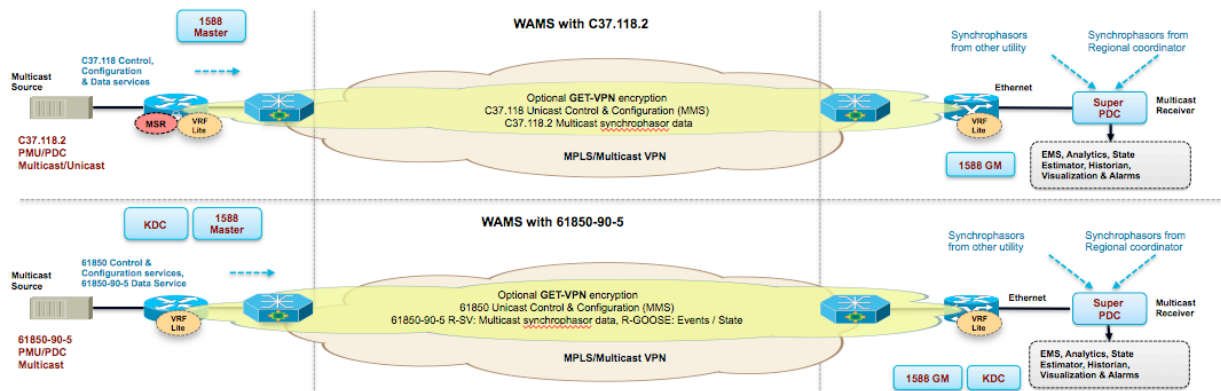 WAMS with C37.118.2
1588
Master
C37.118 Control,
Configuration
& Data services
Multicast
Source
MSR
VRF
Lite
C37.118.2
PMU/PDC
Multicast/Unicast
Optional GET-VPN encryption
C37.118 Unicast Control & Configuration (MMS)
C37.118.2 Multicast synchrophasor data
MPLS/Multicast VPN
Synchrophasors
from other utility
Synchrophasors from
Regional coordinator
Ethernet
VRF
Lite
Super
PDC
Multicast
Receiver
1588 GM
EMS, Analytics, State
Estimator, Historian,
Visualization & Alarms
WAMS with 61850-90-5
KDC
1588
Master
61850 Control &
Configuration services,
61850-90-5 Data Service
Multicast
Source
VRF
Lite
61850-90-5
PMU/PDC
Multicast
Optional GET-VPN encryption
61850 Unicast Control & Configuration (MMS)
61850-90-5 R-SV: Multicast synchrophasor data, R-GOOSE: Events / State
MPLS/Multicast VPN
Synchrophasors
from other utility
Synchrophasors from
Regional coordinator
Ethernet
VRF
Lite
Super
PDC
Multicast
Receiver
1588 GM
KDC
EMS, Analytics, State
Estimator, Historian,
Visualization & Alarms